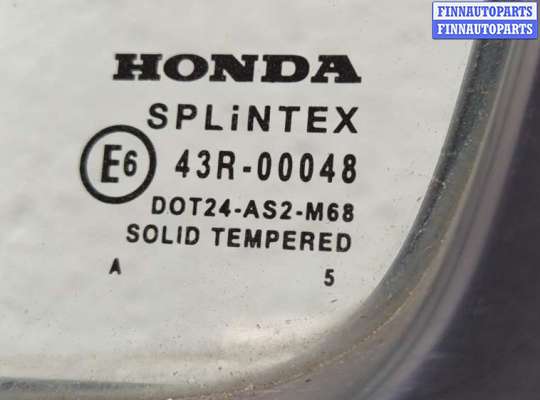 FINNAUTOPARTS
FINNAUTOPARTS
HONDA
SPLiNTEX
E6 43R-00048
DOT24-AS2-M68
SOLID TEMPERED
A 5